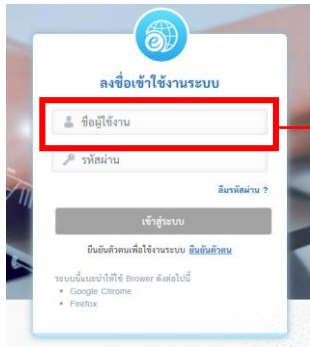 ลงชื่อเข้าใช้งานระบบ
ชื่อผู้ใช้งาน
รหัสผ่าน
ลืมรหัสผ่าน ?
เข้าสู่ระบบ
ยืนยันตัวตนเพื่อใช้งานระบบ ยืนยันตัวตน
ระบบนี้แนะนำให้ใช้ Brower ดังต่อไปนี้
• Google Chrome
• Firefox